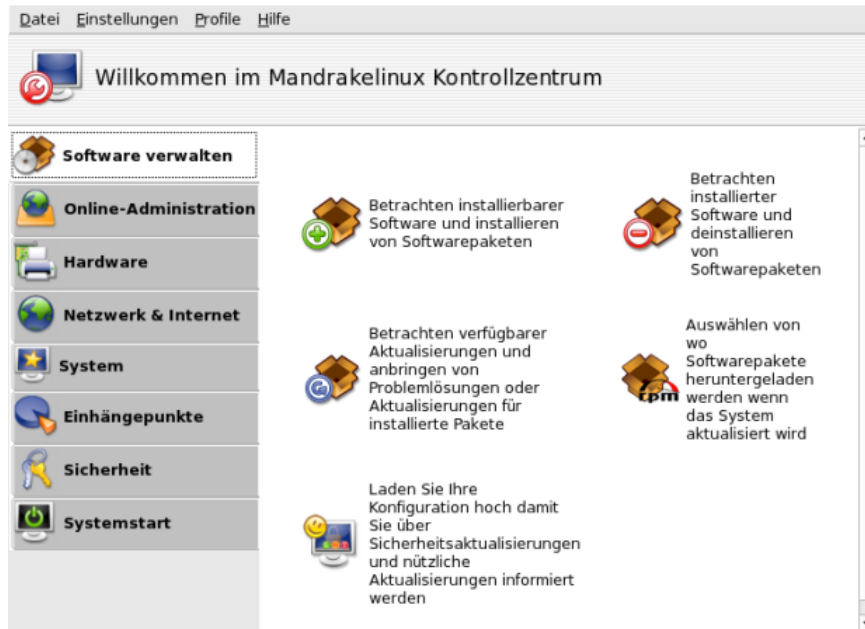 Datei Einstellungen Profile Hilfe
Willkommen im Mandrakelinux Kontrollzentrum
Software verwalten
Online-Administration
Hardware
Netzwerk & Internet
System
Einhängepunkte
Sicherheit
Systemstart
Betrachten installierbarer
Software und installieren
von Softwarepaketen
Betrachten
installierter
Software und
deinstallieren
von
Softwarepaketen
Betrachten verfügbarer
Aktualisierungen und
anbringen von
Problemlösungen oder
Aktualisierungen für
installierte Pakete
rpm
Auswählen von
wo
Softwarepakete
heruntergeladen
werden wenn
das System
aktualisiert wird
Laden Sie Ihre
Konfiguration hoch damit
Sie über
Sicherheitsaktualisierungen
und nützliche
Aktualisierungen informiert
werden